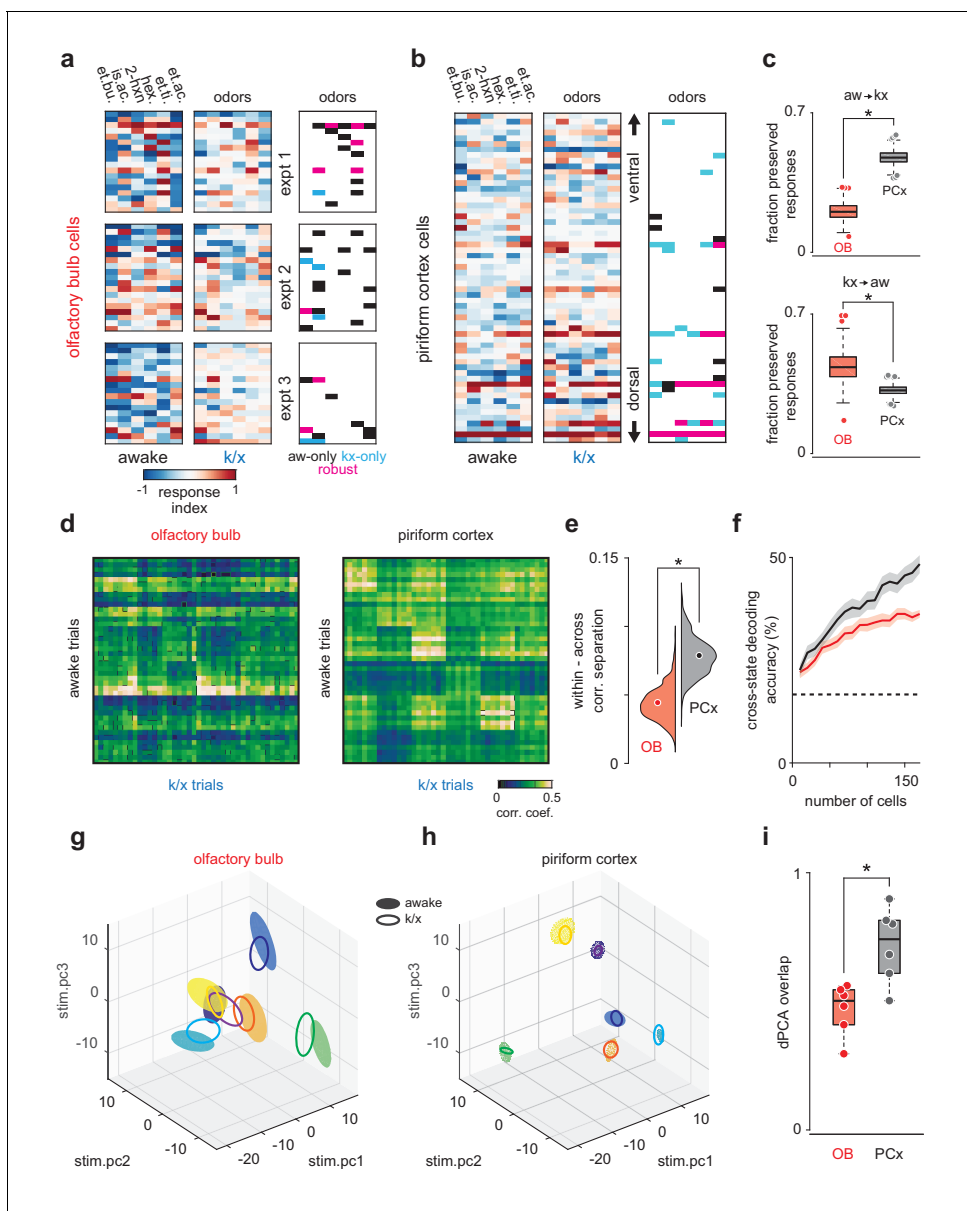 a
et.bu.
is.ac.
2-hxn
hex.
et.ti.
et.ac.
odors
odors
olfactory bulb cells
expt 1
expt 2
expt 3
awake
k/x
aw-only kx-only
robust
-1 response 1
index
b
et.bu.
is.ac.
2-hxn
hex.
et.ti.
et.ac.
odors
odors
piriform cortex cells
ventral
dorsal
awake
k/x
c
aw→kx
0.7
*
fraction preserved
responses
PCx
OB
0
kx→aw
0.7
*
fraction preserved
responses
PCx
OB
0
d
olfactory bulb
piriform cortex
awake trials
awake trials
k/x trials
k/x trials
0 0.5
corr. coef.
e
0.15
*
within - across
corr. separation
PCx
OB
0
f
50
cross-state decoding
accuracy (%)
0
0 150
number of cells
g
olfactory bulb
awake
k/x
10
0
-10
stim.pc3
10
0
-10
stim.pc2
10
0
-10
-20
stim.pc1
h
piriform cortex
10
0
-10
stim.pc3
10
0
-10
stim.pc2
10
0
-10
-20
stim.pc1
i
1
*
dPCA overlap
0
OB PCx